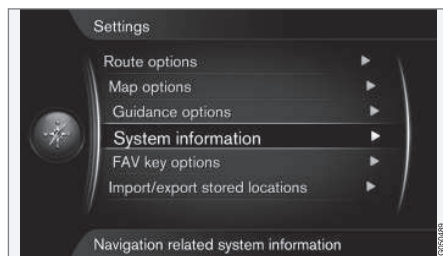 Settings
Route options
Map options
Guidance options
System information
FAV key options
Import/export stored locations
Navigation related system information
G050489